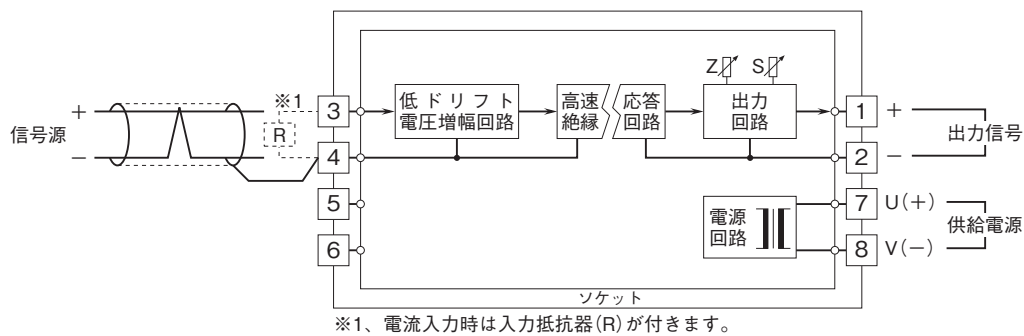 Z S
※1
+
信号源
−
R
3
4
5
6
低ドリフト
電圧増幅回路
高速
絶縁
応答
回路
出力
回路
電源
回路
1 +
出力信号
2 −
7 U(+)
供給電源
8 V(−)
ソケット
※1、電流入力時は入力抵抗器(R)が付きます。